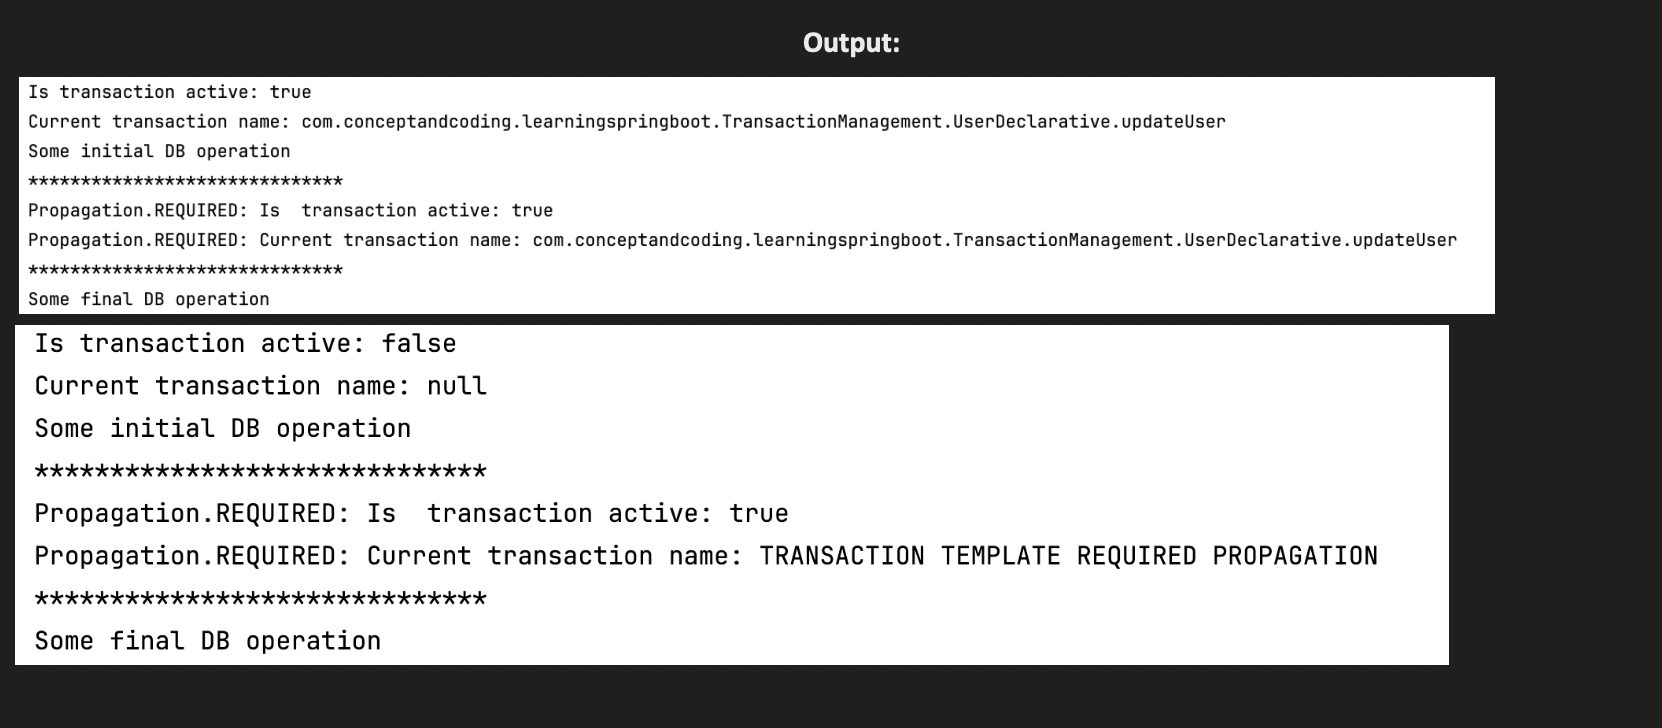 Output:
Is transaction active: true
Current transaction name: com.conceptandcoding.learningspringboot.TransactionManagement.UserDeclarative.updateUser
Some initial DB operation
******************************
Propagation.REQUIRED: Is  transaction active: true
Propagation.REQUIRED: Current transaction name: com.conceptandcoding.learningspringboot.TransactionManagement.UserDeclarative.updateUser
******************************
Some final DB operation
Is transaction active: false
Current transaction name: null
Some initial DB operation
******************************
Propagation.REQUIRED: Is  transaction active: true
Propagation.REQUIRED: Current transaction name: TRANSACTION TEMPLATE REQUIRED PROPAGATION
******************************
Some final DB operation